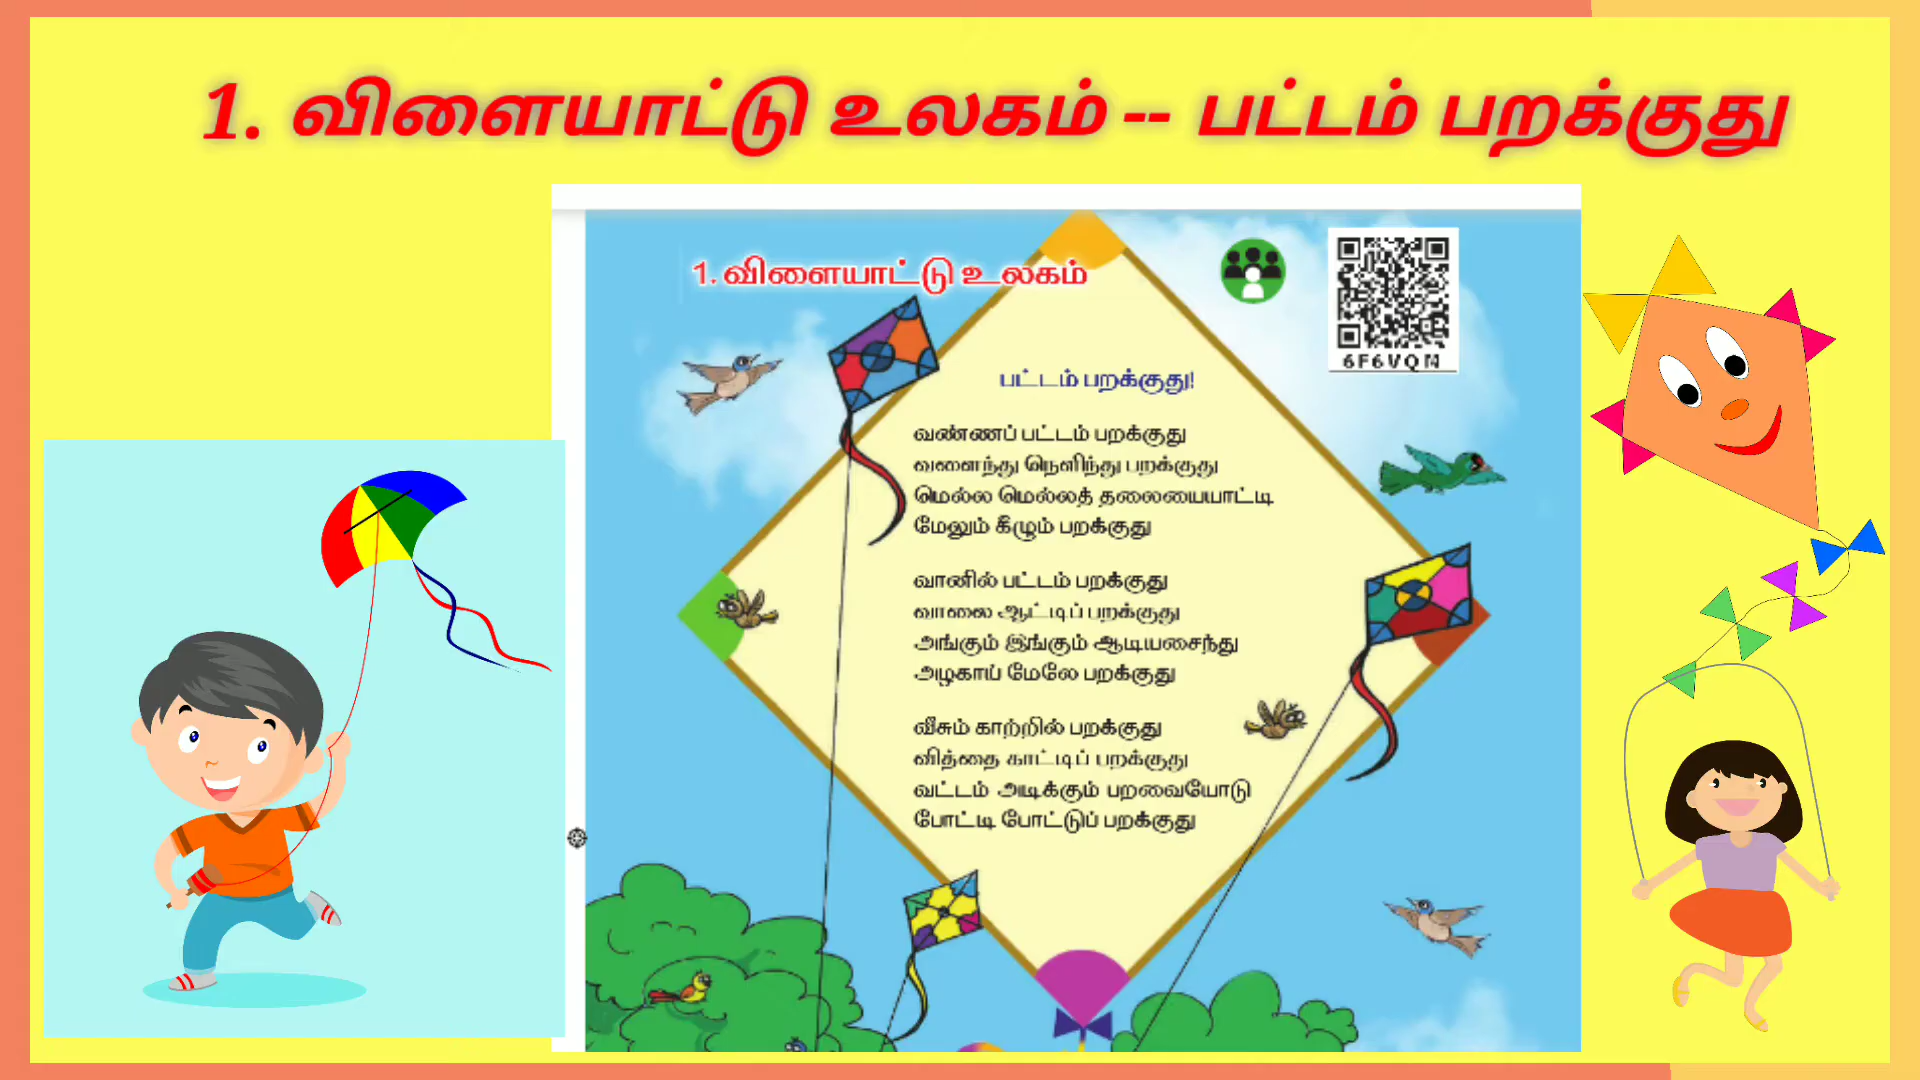 1. விளையாட்டு உலகம் -- பட்டம் பறக்குது
1. விளையாட்டு உலகம்
6F6VQM
பட்டம் பறக்குது!
வண்ணப் பட்டம் பறக்குது
வளைந்து நெளிந்து பறக்குது
மெல்ல மெல்லத் தலையையாட்டி
மேலும் கீழும் பறக்குது
வானில் பட்டம் பறக்குது
வாலை ஆட்டிப் பறக்குது
அங்கும் இங்கும் ஆடியசைந்து
அழகாய் மேலே பறக்குது
வீசும் காற்றில் பறக்குது
வித்தை காட்டிப் பறக்குது
வட்டம் அடிக்கும் பறவையோடு
போட்டி போட்டுப் பறக்குது